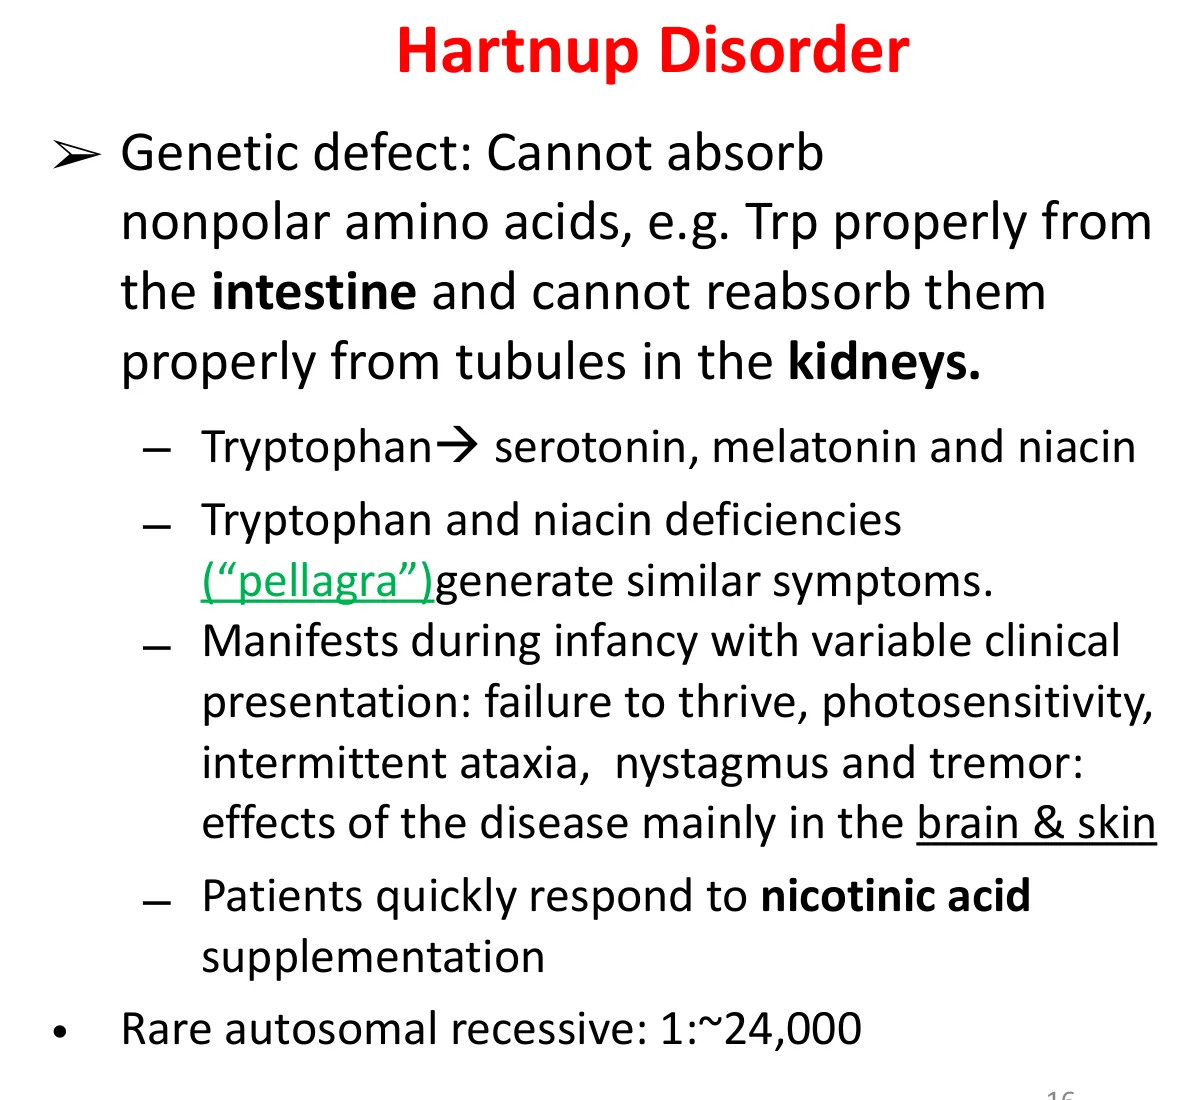 Hartnup Disorder
➢ Genetic defect: Cannot absorb
nonpolar amino acids, e.g. Trp properly from
the intestine and cannot reabsorb them
properly from tubules in the kidneys.
– Tryptophan→ serotonin, melatonin and niacin
– Tryptophan and niacin deficiencies
(“pellagra”)generate similar symptoms.
– Manifests during infancy with variable clinical
presentation: failure to thrive, photosensitivity,
intermittent ataxia,  nystagmus and tremor:
effects of the disease mainly in the brain & skin
– Patients quickly respond to nicotinic acid
supplementation
• Rare autosomal recessive: 1:~24,000
16